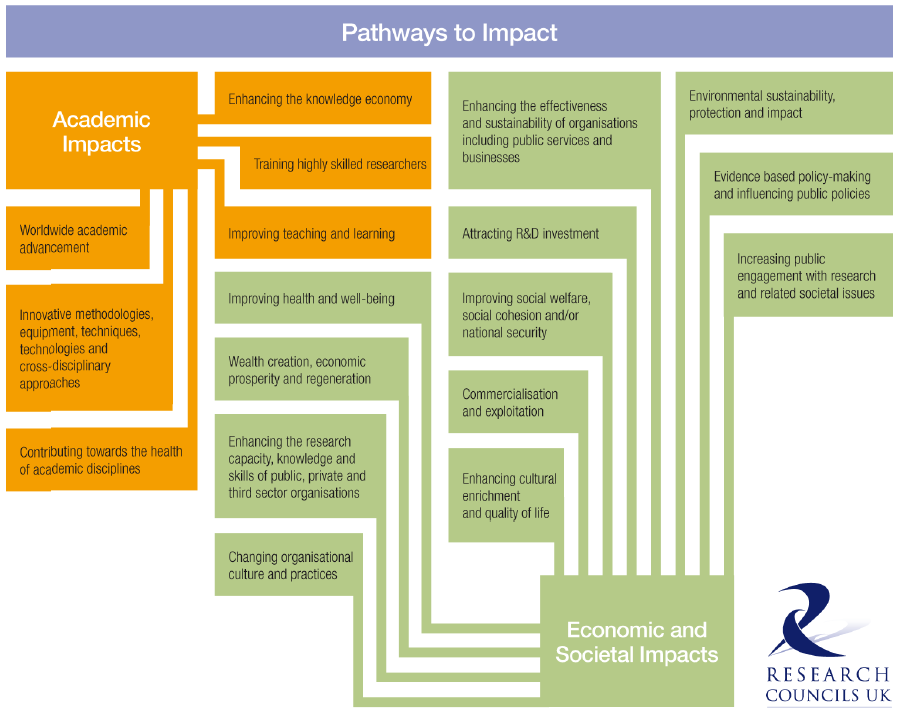 Pathways to Impact
Academic
Impacts
Worldwide academic
advancement
Innovative methodologies,
equipment, techniques,
technologies and
cross-disciplinary
approaches
Contributing towards the health
of academic disciplines
Enhancing the knowledge economy
Training highly skilled researchers
Improving teaching and learning
Improving health and well-being
Wealth creation, economic
prosperity and regeneration
Enhancing the research
capacity, knowledge and
skills of public, private and
third sector organisations
Changing organisational
culture and practices
Enhancing the effectiveness
and sustainability of organisations
including public services and
businesses
Attracting R&D investment
Improving social welfare,
social cohesion and/or
national security
Commercialisation
and exploitation
Enhancing cultural
enrichment
and quality of life
Environmental sustainability,
protection and impact
Evidence based policy-making
and influencing public policies
Increasing public
engagement with research
and related societal issues
Economic and
Societal Impacts
RESEARCH
COUNCILS UK